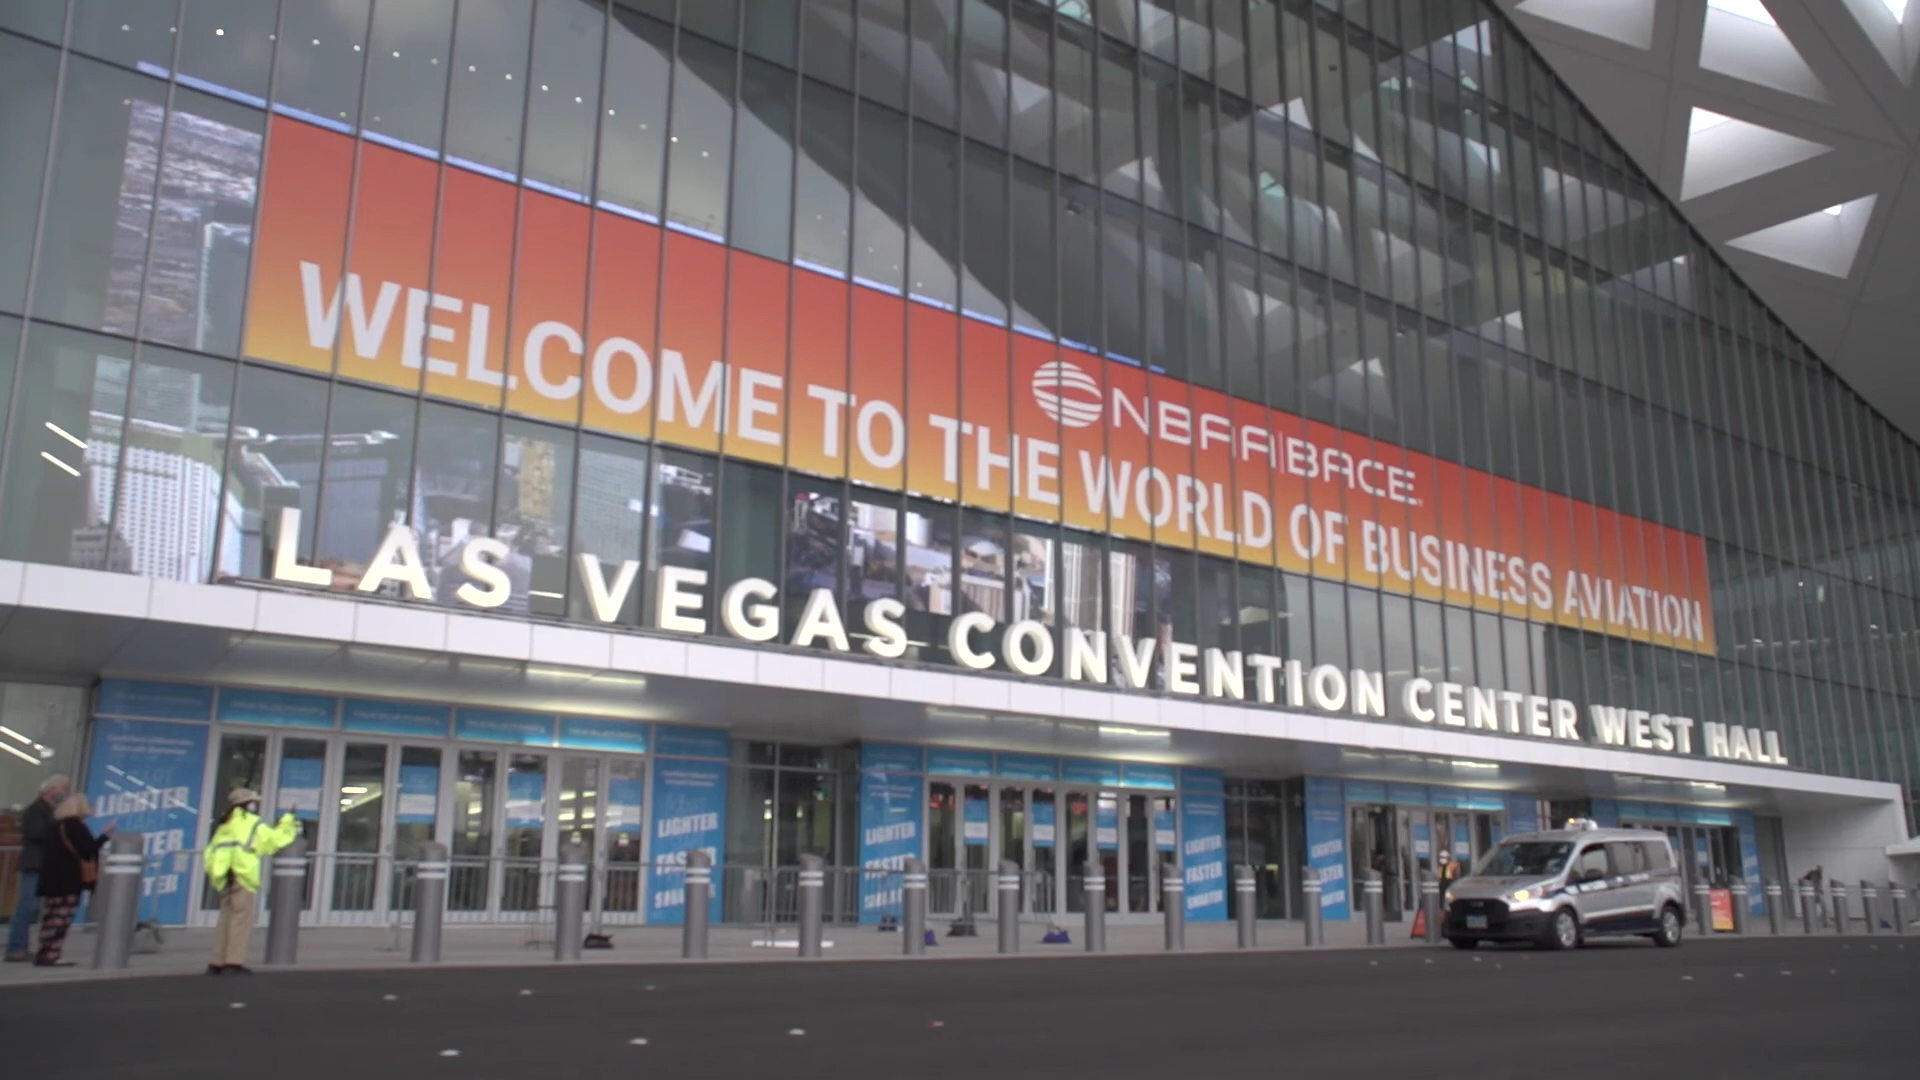 NBAA|BACE
WELCOME TO THE WORLD OF BUSINESS AVIATION
LAS VEGAS CONVENTION CENTER WEST HALL
LIGHTER
LIGHTER
FASTER
LIGHTER
FASTER
LIGHTER
FASTER
SMARTER
LIGHTER
FASTER
SMARTER